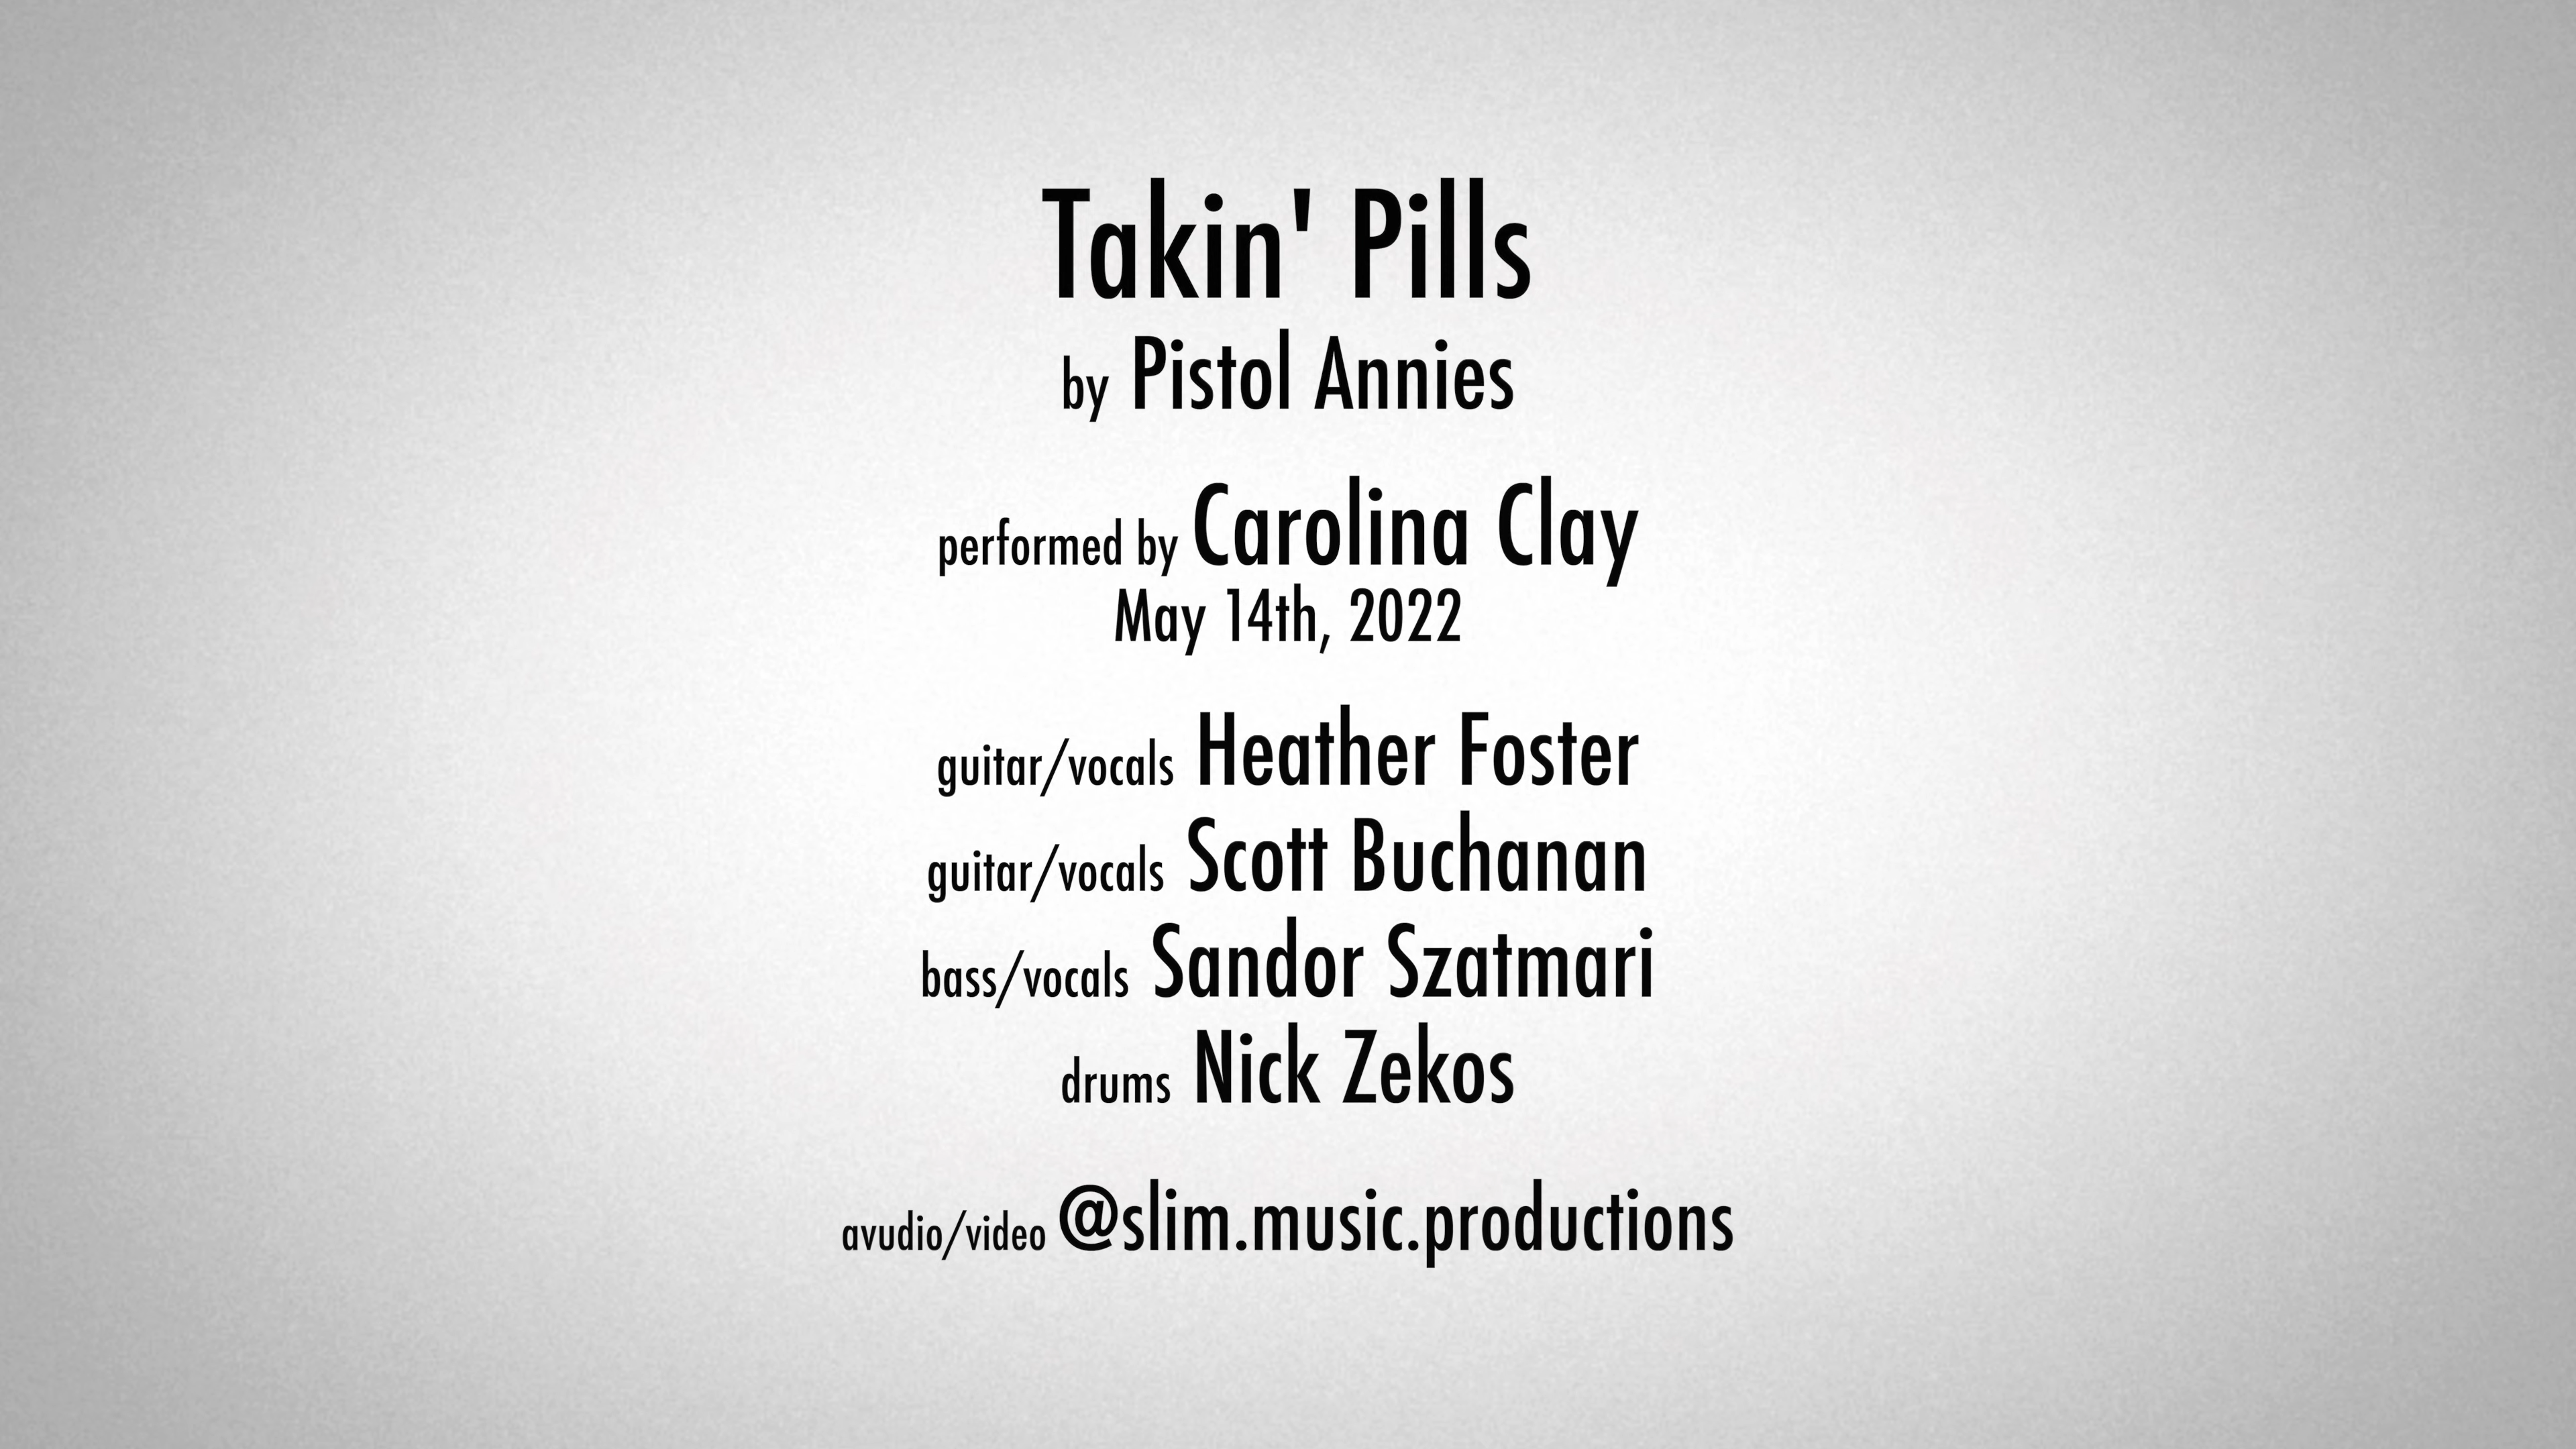 Takin' Pills
by Pistol Annies
performed by Carolina Clay
May 14th, 2022
guitar/vocals Heather Foster
guitar/vocals Scott Buchanan
bass/vocals Sandor Szatmari
drums Nick Zekos
avudio/video @slim.music.productions